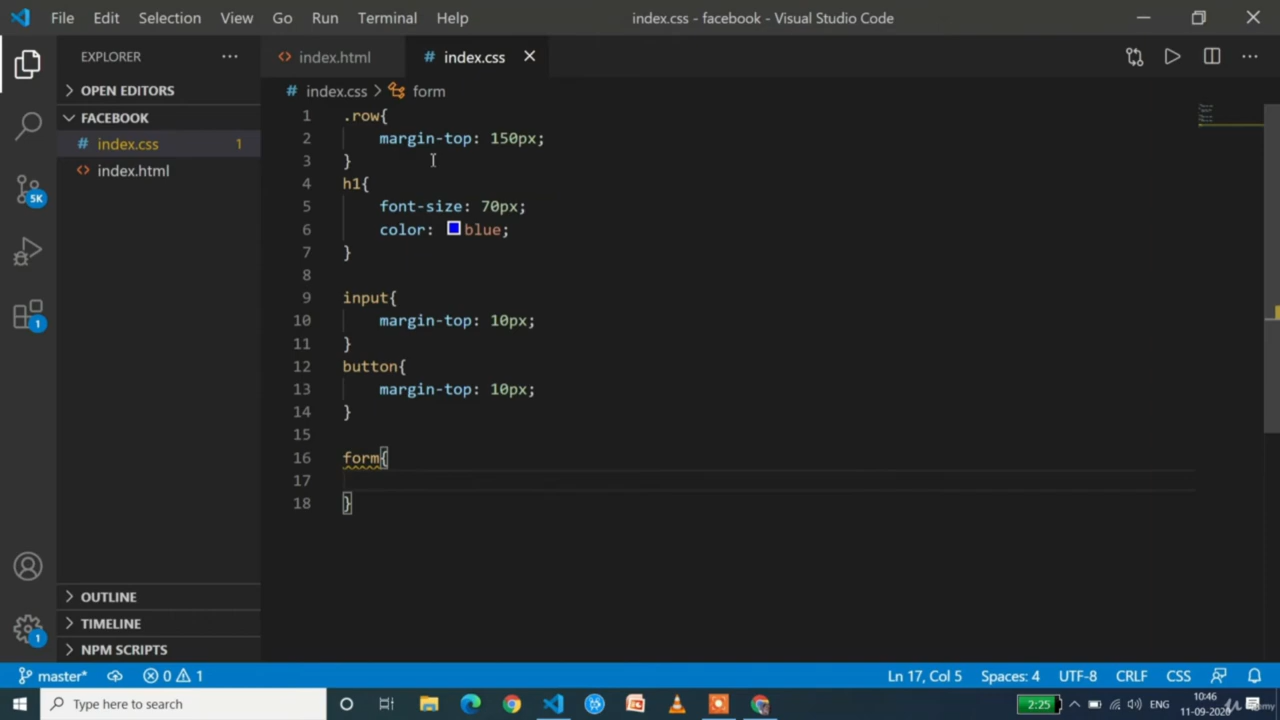 File Edit Selection View Go Run Terminal Help index.css - facebook - Visual Studio Code
EXPLORER
index.html
# index.css
OPEN EDITORS
FACEBOOK
# index.css 1
index.html
# index.css > form
1 .row{
2 margin-top: 150px;
3 }
4 h1{
5 font-size: 70px;
6 color: blue;
7 }
8
9 input{
10 margin-top: 10px;
11 }
12 button{
13 margin-top: 10px;
14 }
15
16 form{
17
18 }
5K
1
1
OUTLINE
TIMELINE
NPM SCRIPTS
master* 0 1 Ln 17, Col 5 Spaces: 4 UTF-8 CRLF CSS
Type here to search
2:25
ENG
10:46
11-09-2020